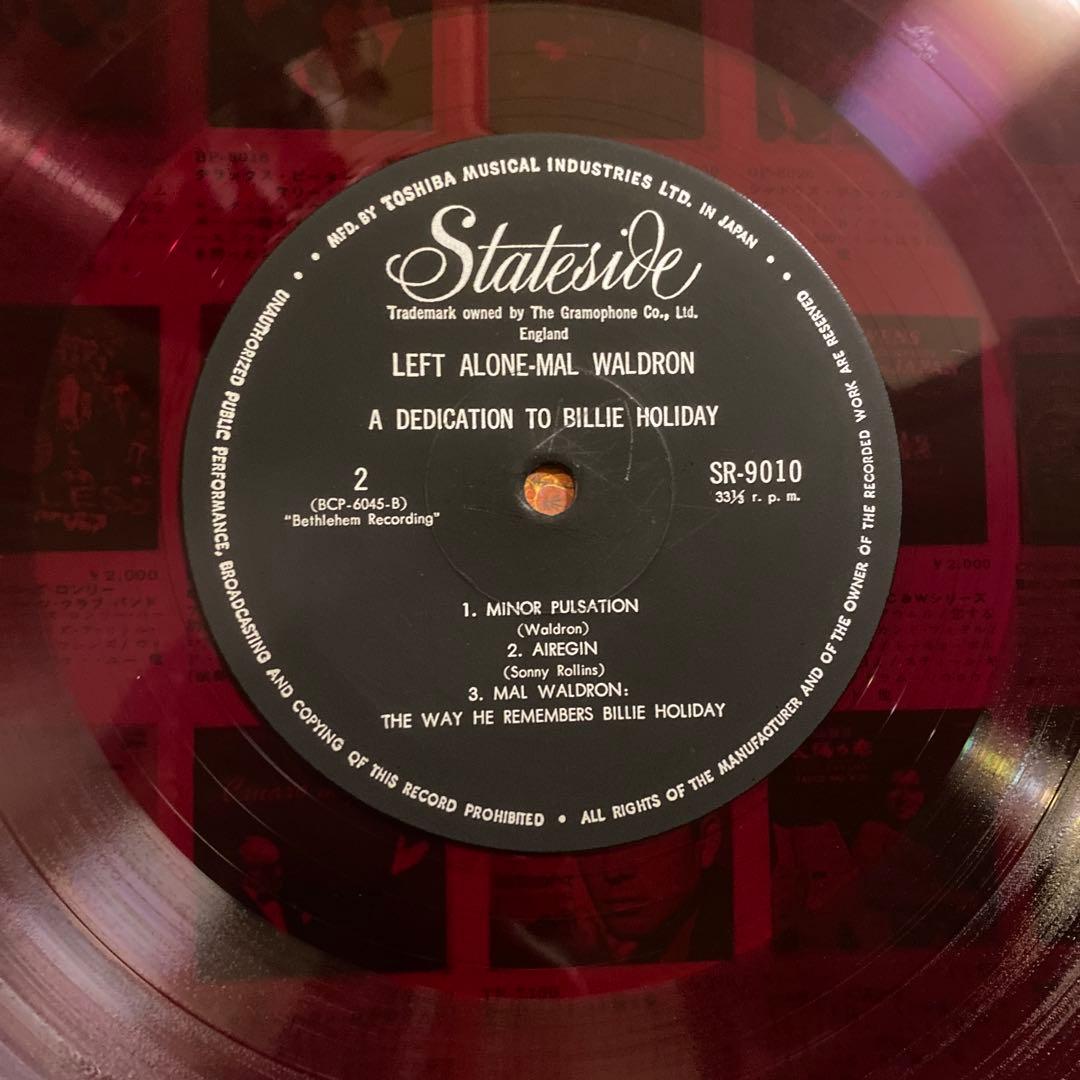 MFD. BY TOSHIBA MUSICAL INDUSTRIES LTD. IN JAPAN
Stateside
Trademark owned by The Gramophone Co., Ltd.
England
LEFT ALONE-MAL WALDRON
A DEDICATION TO BILLIE HOLIDAY
2
(BCP-6045-B)
"Bethlehem Recording"
SR-9010
33⅓ r. p. m.
1. MINOR PULSATION
(Waldron)
2. AIREGIN
(Sonny Rollins)
3. MAL WALDRON:
THE WAY HE REMEMBERS BILLIE HOLIDAY
ALL RIGHTS OF THE MANUFACTURER AND OF THE OWNER OF THE RECORDED WORK ARE RESERVED
UNAUTHORIZED PUBLIC PERFORMANCE, BROADCASTING AND COPYING OF THIS RECORD PROHIBITED
¥2,000
¥2,000